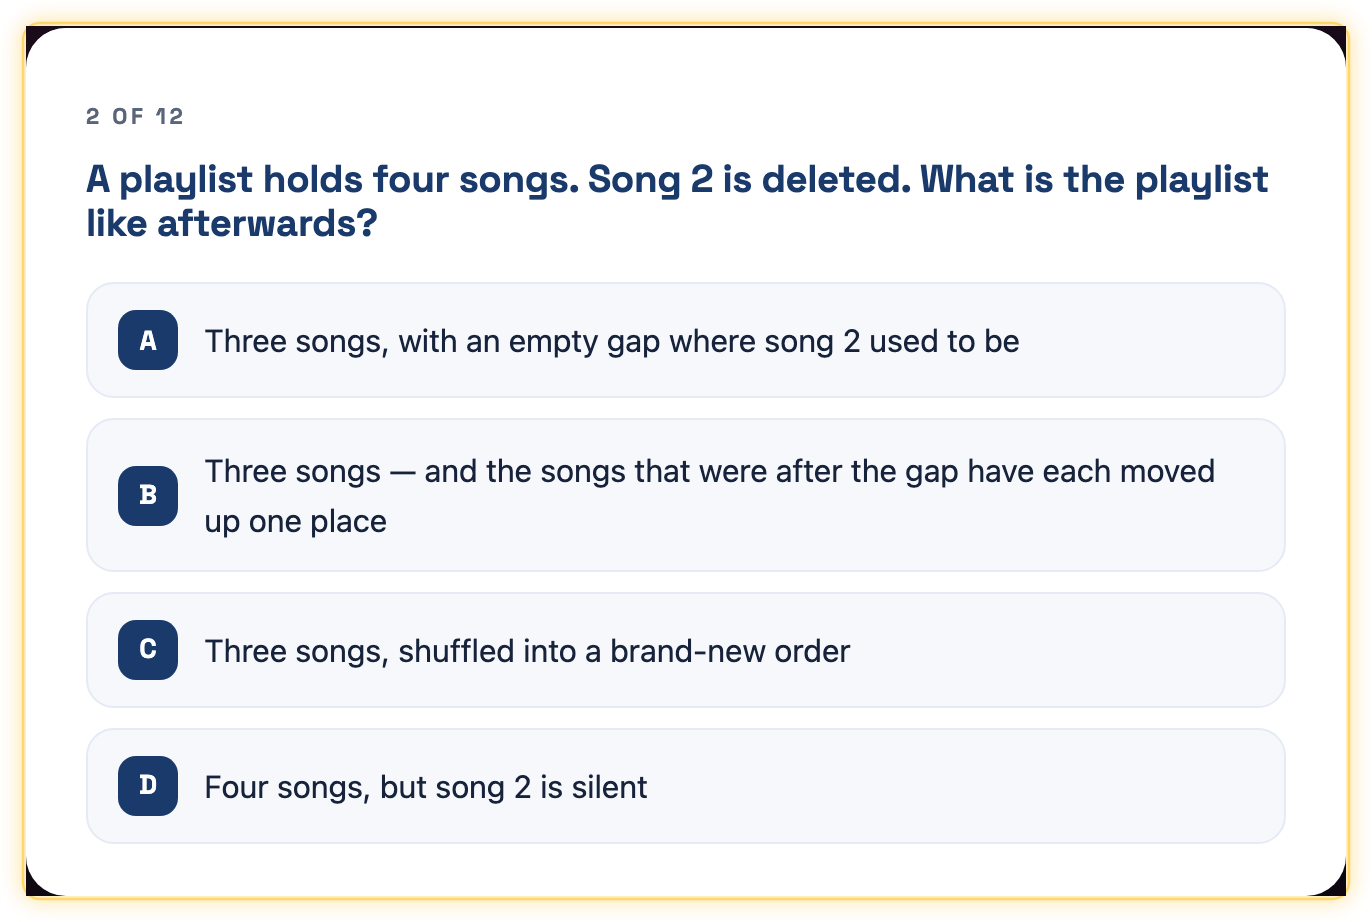 2 OF 12
A playlist holds four songs. Song 2 is deleted. What is the playlist
like afterwards?
A
Three songs, with an empty gap where song 2 used to be
B
Three songs — and the songs that were after the gap have each moved
up one place
C
Three songs, shuffled into a brand-new order
D
Four songs, but song 2 is silent